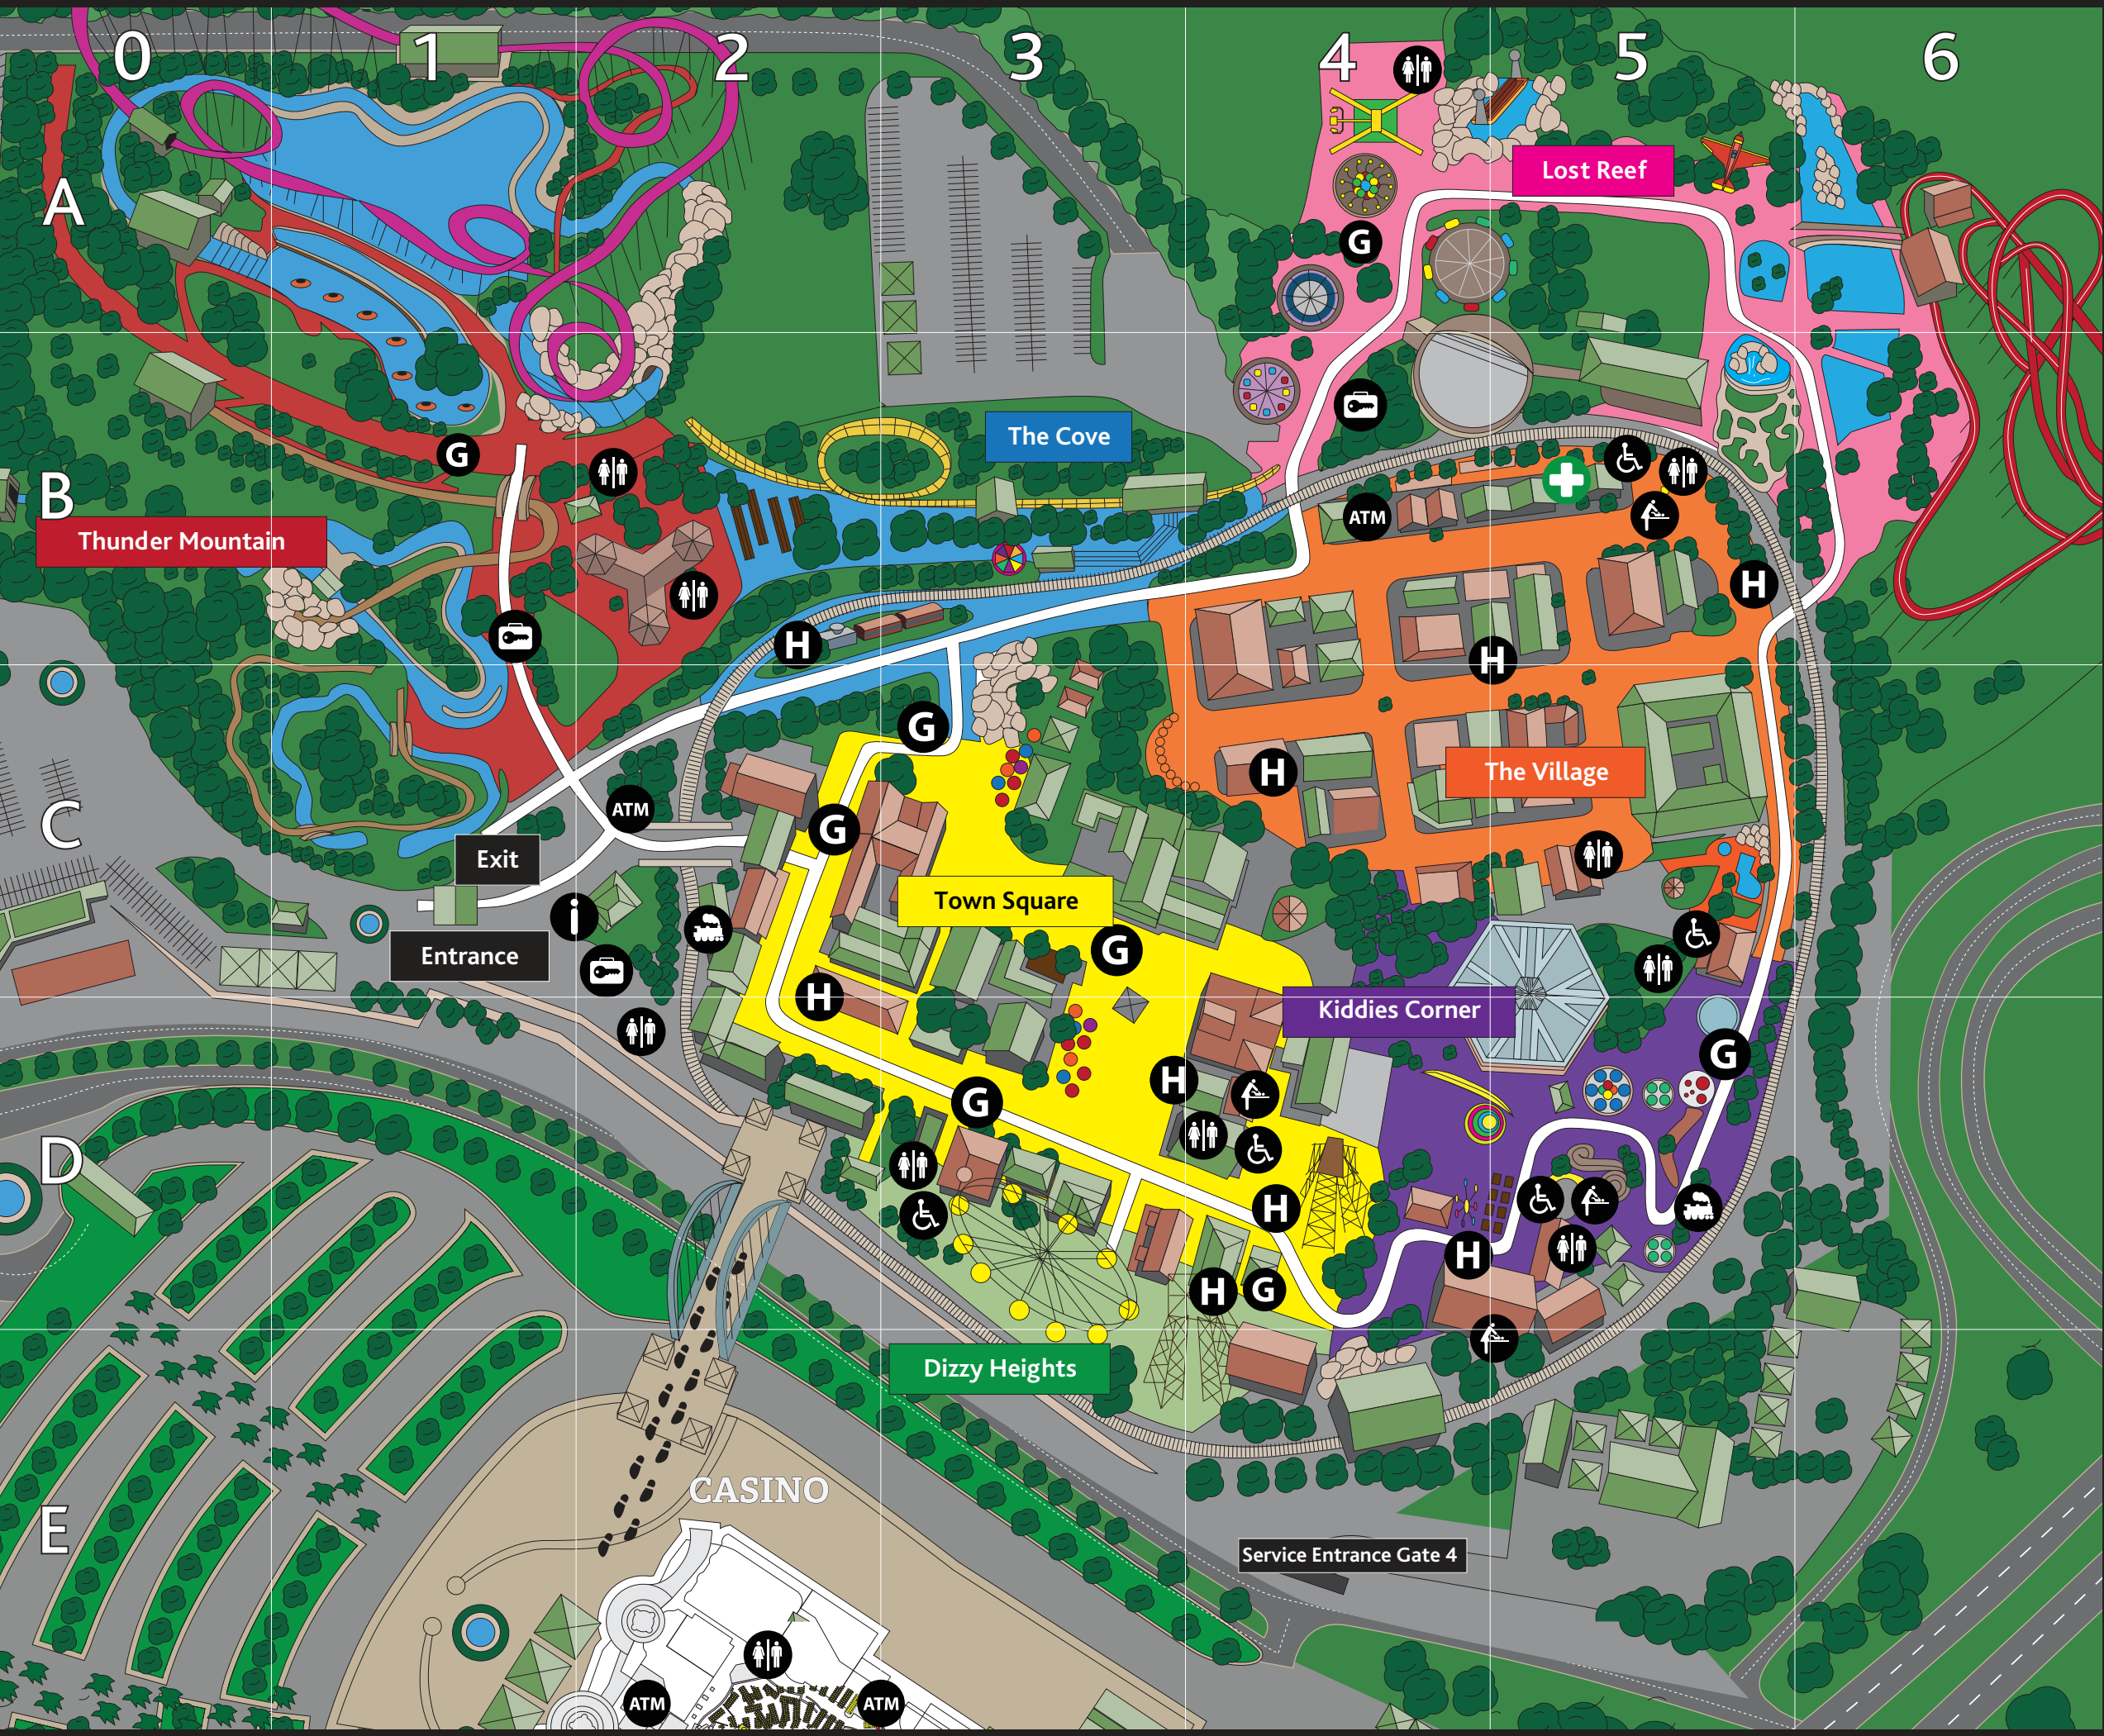 0
1
2
3
4
5
6
A
Lost Reef
G
The Cove
G
B
ATM
Thunder Mountain
H
H
H
G
The Village
H
C
ATM
G
Exit
Town Square
i
G
Entrance
H
Kiddies Corner
G
H
G
D
H
H
H
G
Dizzy Heights
CASINO
E
Service Entrance Gate 4
ATM
ATM